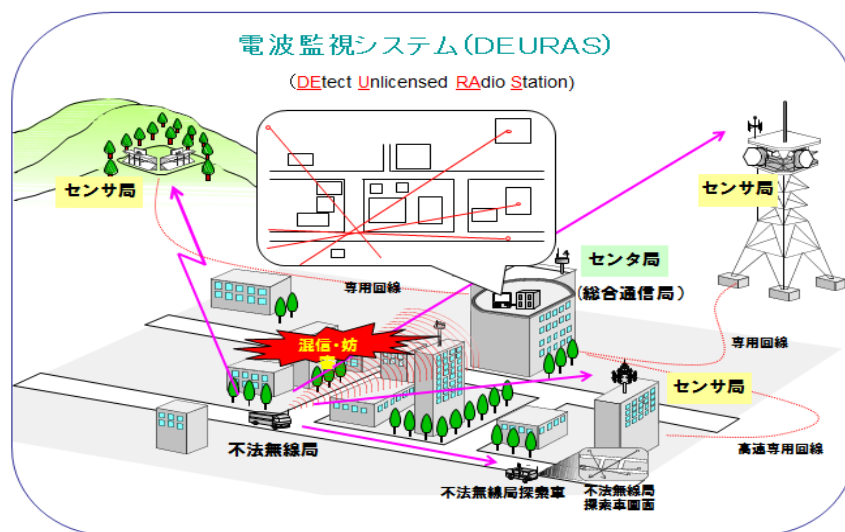 電波監視システム(DEURAS)
(DEtect Unlicensed RAdio Station)
センサ局
センサ局
センタ局
(総合通信局)
専用回線
混信・妨
害
専用回線
センサ局
不法無線局
高速専用回線
不法無線局探索車
不法無線局
探索車画面